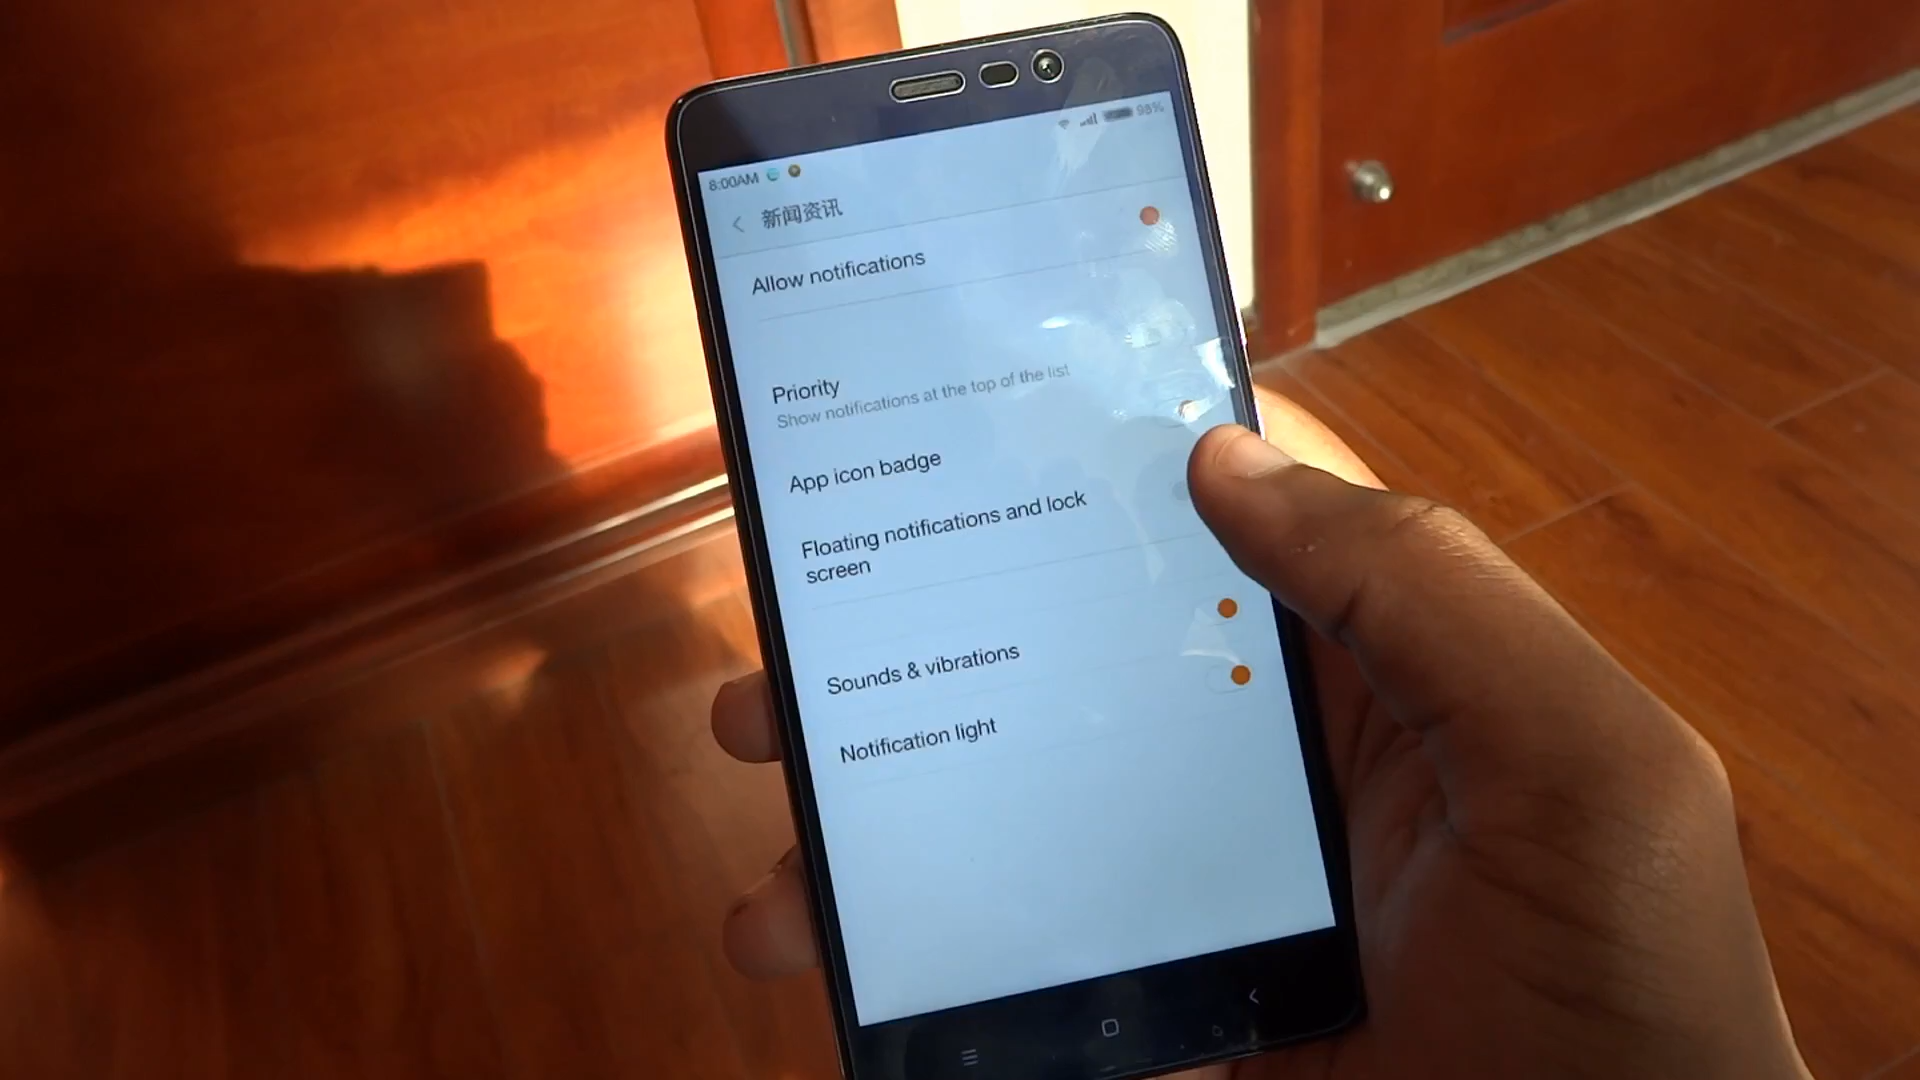 98%
8:00AM
新闻资讯
Allow notifications
Priority
Show notifications at the top of the list
App icon badge
Floating notifications and lock
screen
Sounds & vibrations
Notification light